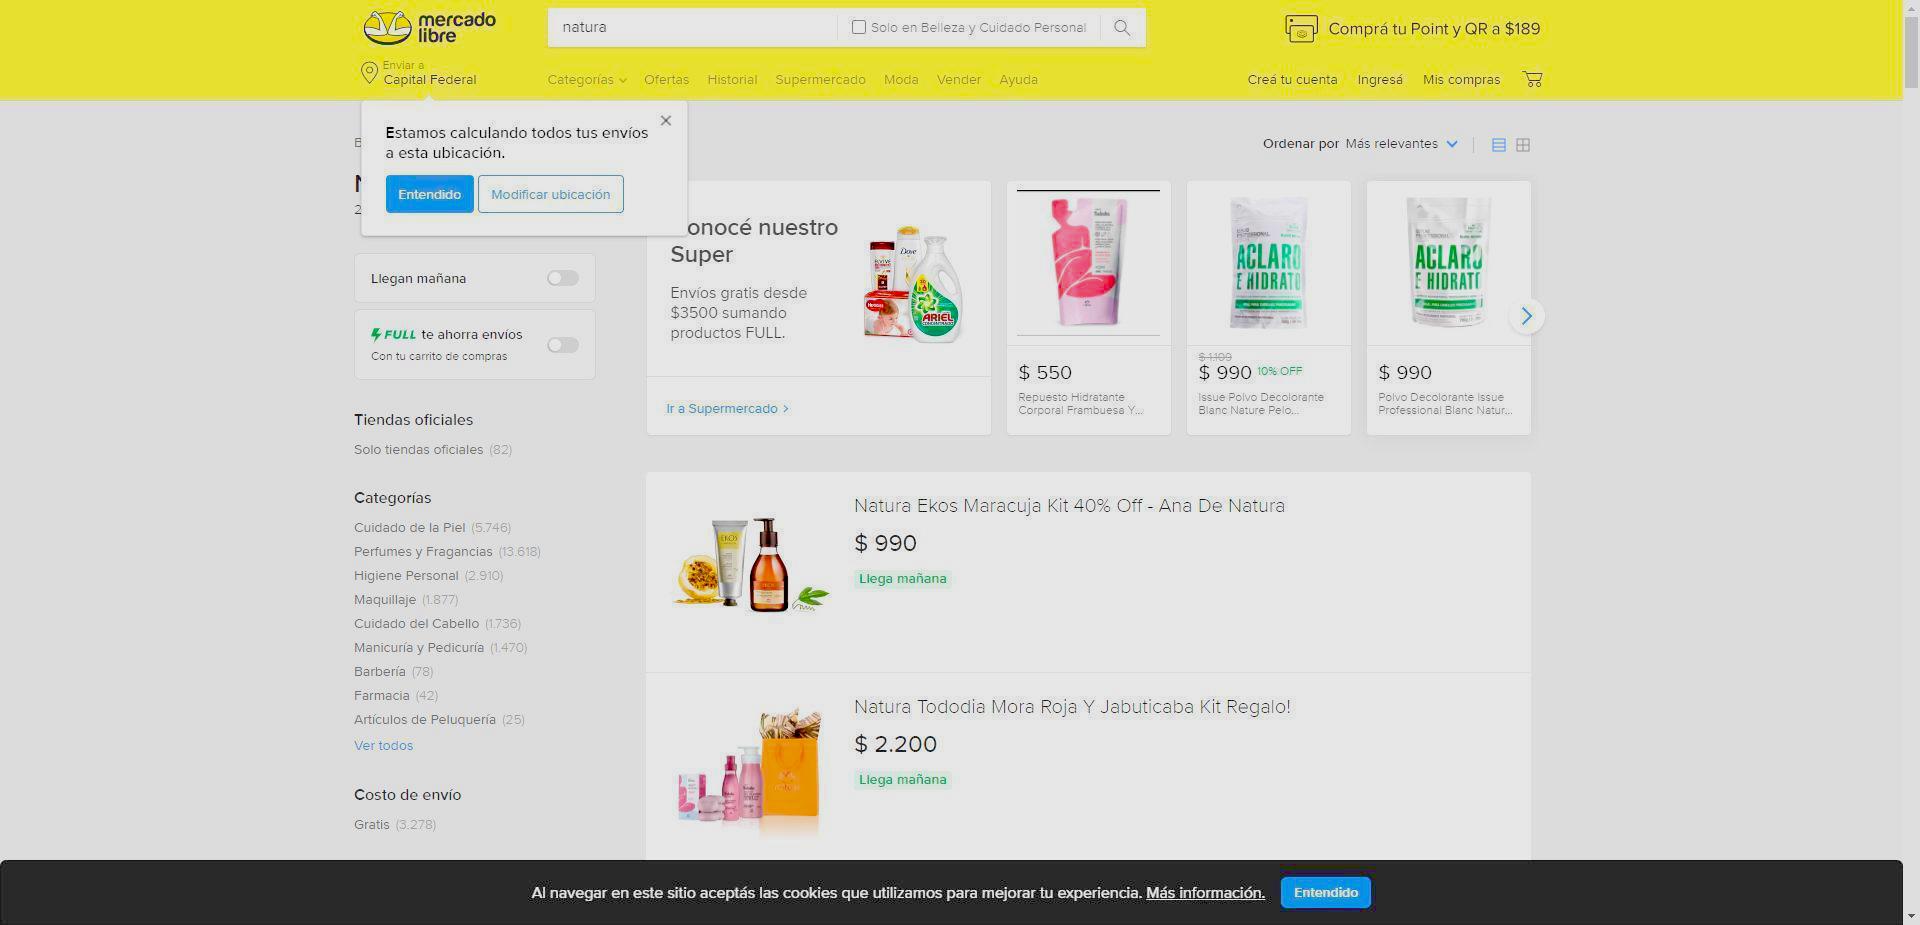 mercado
libre
natura
Solo en Belleza y Cuidado Personal
Comprá tu Point y QR a $189
Enviar a
Capital Federal
Categorías
Ofertas
Historial
Supermercado
Moda
Vender
Ayuda
Creá tu cuenta
Ingresá
Mis compras
Estamos calculando todos tus envíos
a esta ubicación.
Entendido
Modificar ubicación
Ordenar por Más relevantes
Llegan mañana
FULL te ahorra envíos
Con tu carrito de compras
Tiendas oficiales
Solo tiendas oficiales (82)
Categorías
Cuidado de la Piel (5.746)
Perfumes y Fragancias (13.618)
Higiene Personal (2.910)
Maquillaje (1.877)
Cuidado del Cabello (1.736)
Manicuría y Pedicuría (1.470)
Barbería (78)
Farmacia (42)
Artículos de Peluquería (25)
Ver todos
Costo de envío
Gratis (3.278)
onocé nuestro
Super
Envíos gratis desde
$3500 sumando
productos FULL.
Dove
ARIEL
Ir a Supermercado
$ 550
Repuesto Hidratante
Corporal Frambuesa Y...
ACLARO
E HIDRATO
$ 1.109
$ 990 10% OFF
Issue Polvo Decolorante
Blanc Nature Pelo...
ACLARO
E HIDRATO
$ 990
Polvo Decolorante Issue
Professional Blanc Natur...
EKOS
Natura Ekos Maracuja Kit 40% Off - Ana De Natura
$ 990
Llega mañana
Natura Tododia Mora Roja Y Jabuticaba Kit Regalo!
$ 2.200
Llega mañana
Al navegar en este sitio aceptás las cookies que utilizamos para mejorar tu experiencia. Más información.
Entendido